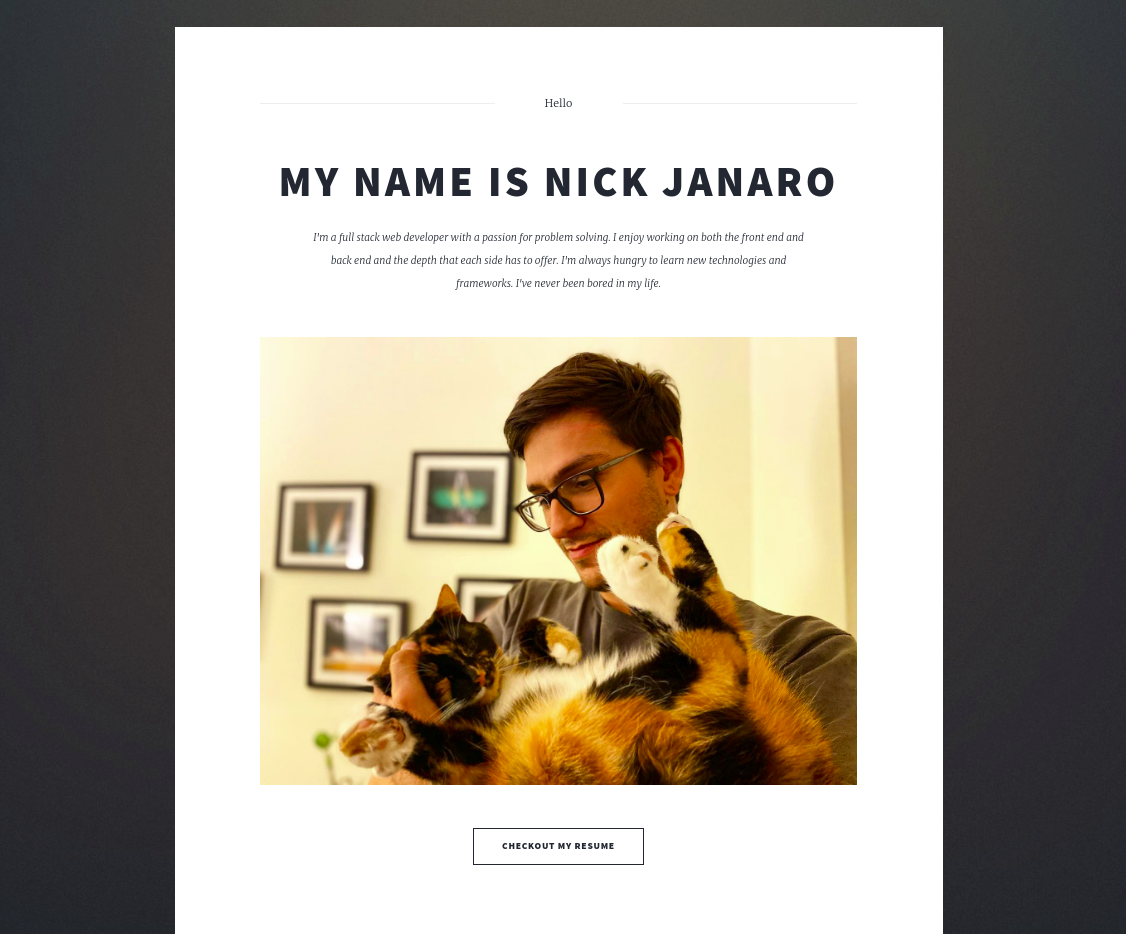 Hello
MY NAME IS NICK JANARO
I'm a full stack web developer with a passion for problem solving. I enjoy working on both the front end and
back end and the depth that each side has to offer. I'm always hungry to learn new technologies and
frameworks. I've never been bored in my life.
CHECKOUT MY RESUME